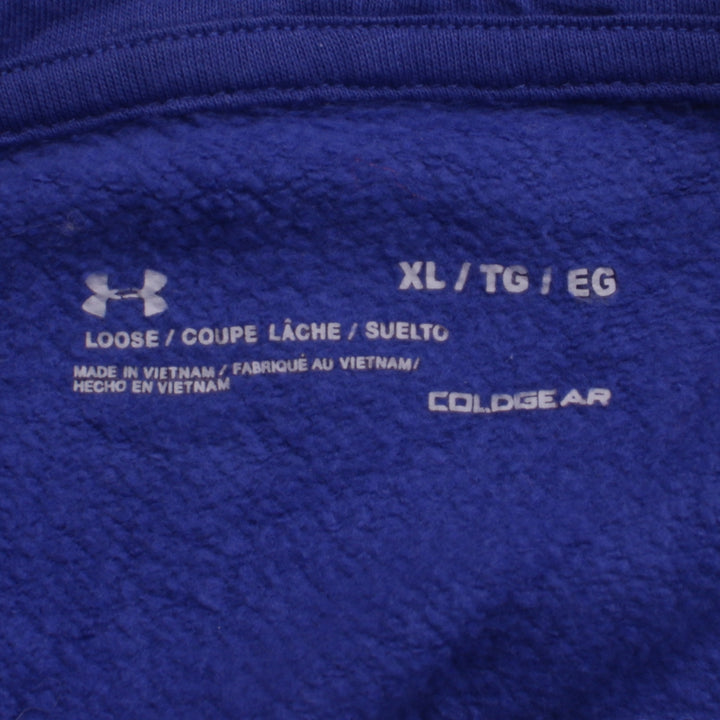 XL / TG / EG
LOOSE / COUPE LÂCHE / SUELTO
MADE IN VIETNAM / FABRIQUÉ AU VIETNAM /
HECHO EN VIETNAM
COLDGEAR